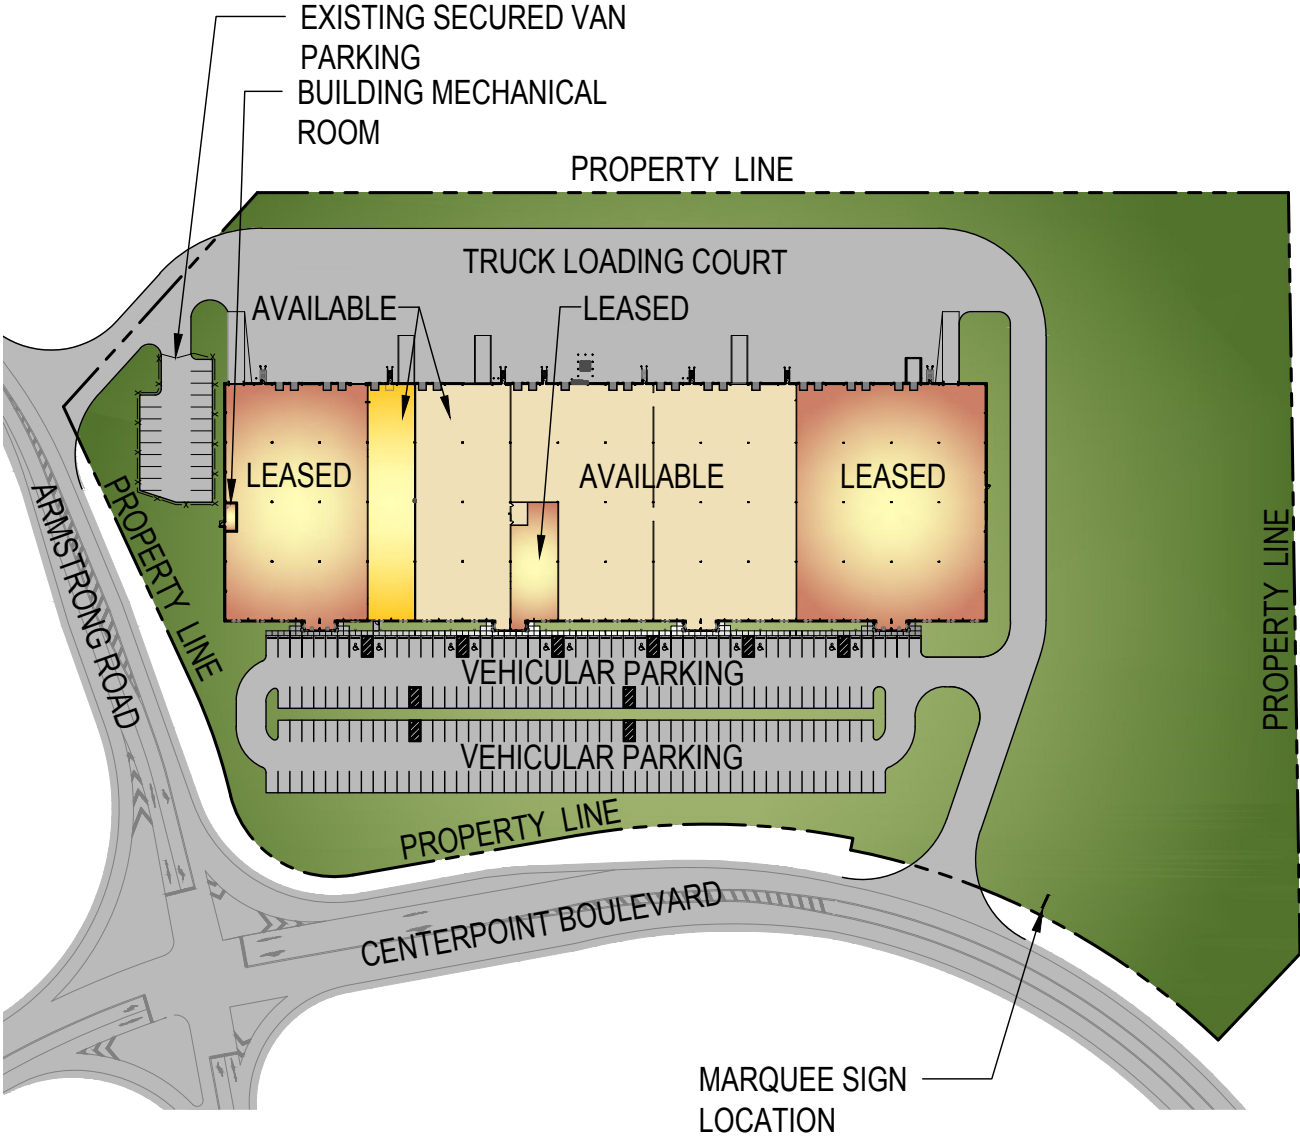 EXISTING SECURED VAN
PARKING
BUILDING MECHANICAL
ROOM
PROPERTY LINE
TRUCK LOADING COURT
AVAILABLE
LEASED
LEASED
AVAILABLE
LEASED
PROPERTY LINE
ARMSTRONG ROAD
PROPERTY LINE
VEHICULAR PARKING
VEHICULAR PARKING
PROPERTY LINE
CENTERPOINT BOULEVARD
MARQUEE SIGN
LOCATION